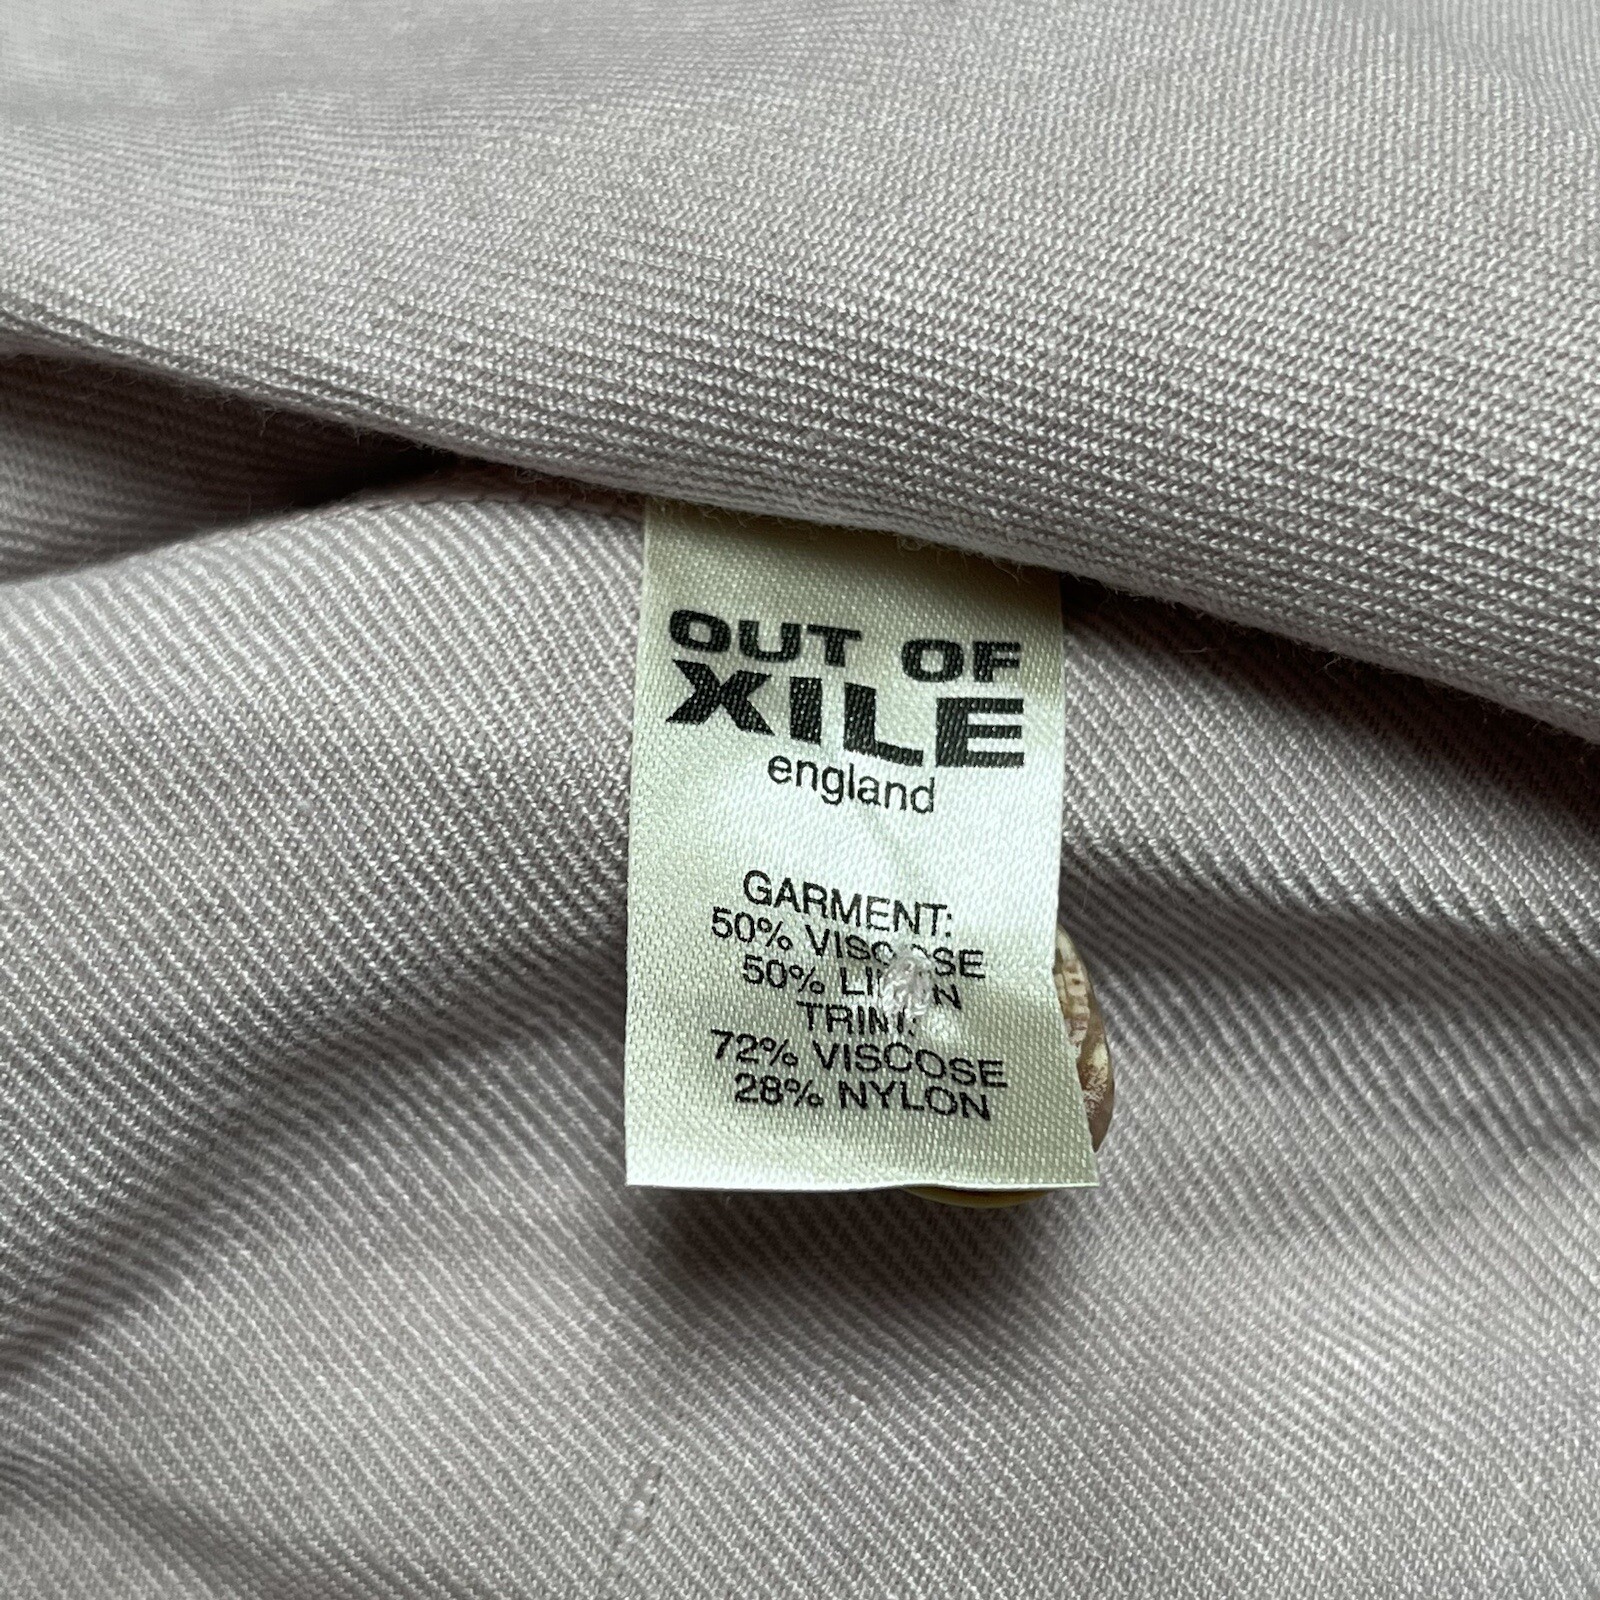 OUT OF
XILE
england
GARMENT:
50% VISCOSE
50% LINEN
TRIM:
72% VISCOSE
28% NYLON